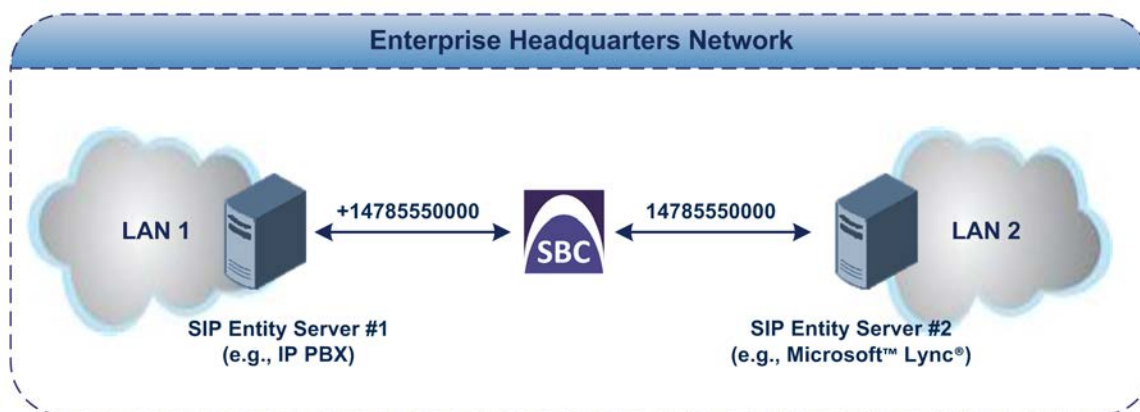 Enterprise Headquarters Network
LAN 1
+14785550000
SBC
14785550000
LAN 2
SIP Entity Server #1
(e.g., IP PBX)
SIP Entity Server #2
(e.g., Microsoft™ Lync®)